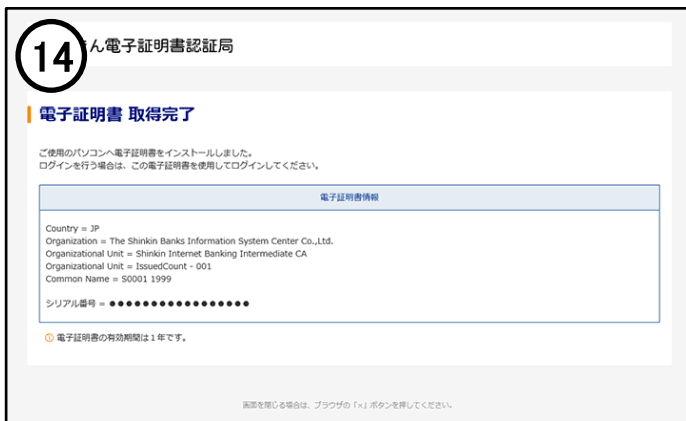 14
ん電子証明書認証局
電子証明書 取得完了
ご使用のパソコンへ電子証明書をインストールしました。
ログインを行う場合は、この電子証明書を使用してログインしてください。
電子証明書情報
Country = JP
Organization = The Shinkin Banks Information System Center Co.,Ltd.
Organizational Unit = Shinkin Internet Banking Intermediate CA
Organizational Unit = IssuedCount - 001
Common Name = S0001 1999
シリアル番号 = ●●●●●●●●●●●●●●●●●
① 電子証明書の有効期間は１年です。
画面を閉じる場合は、ブラウザの「×」ボタンを押してください。